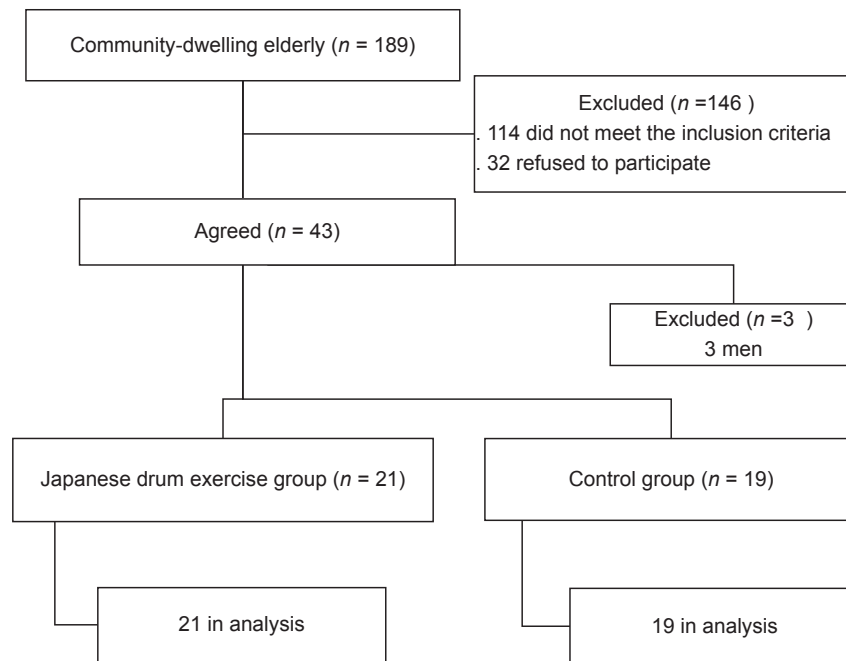 Community-dwelling elderly (n = 189)
Excluded (n =146 )
. 114 did not meet the inclusion criteria
. 32 refused to participate
Agreed (n = 43)
Excluded (n =3 )
3 men
Japanese drum exercise group (n = 21)
Control group (n = 19)
21 in analysis
19 in analysis